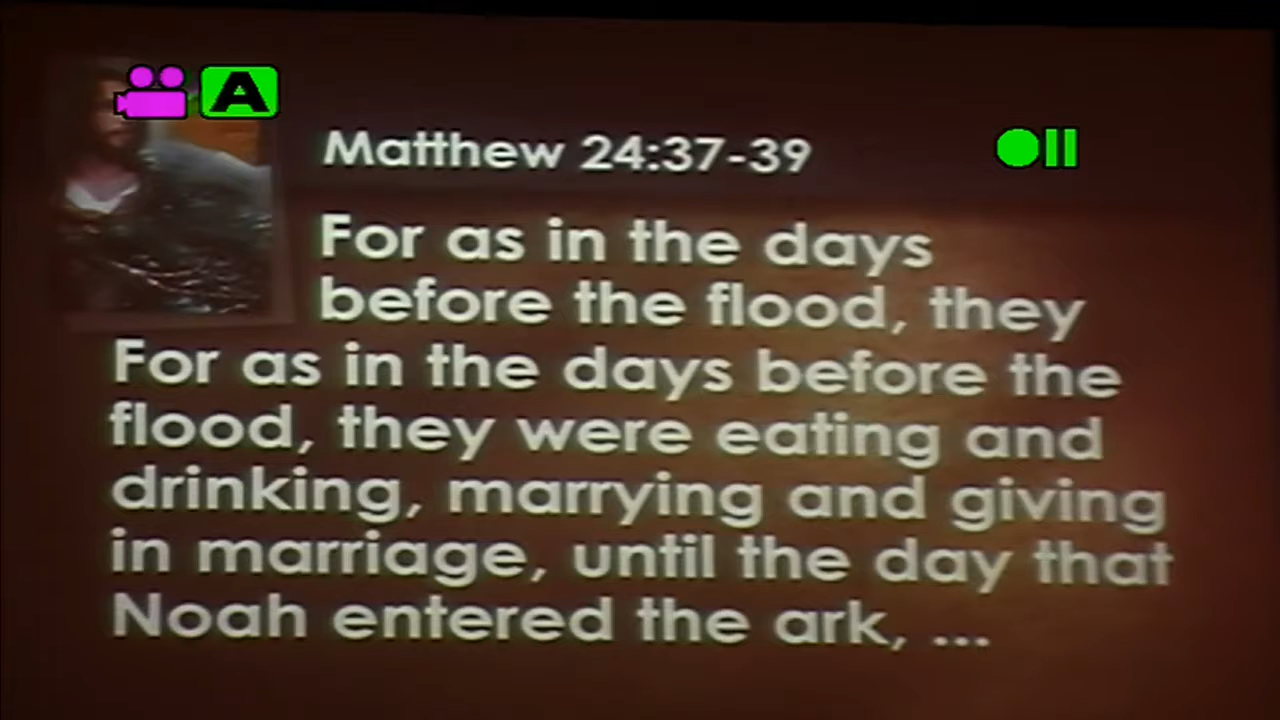 A
Matthew 24:37-39
For as in the days
before the flood, they
For as in the days before the
flood, they were eating and
drinking, marrying and giving
in marriage, until the day that
Noah entered the ark, ...